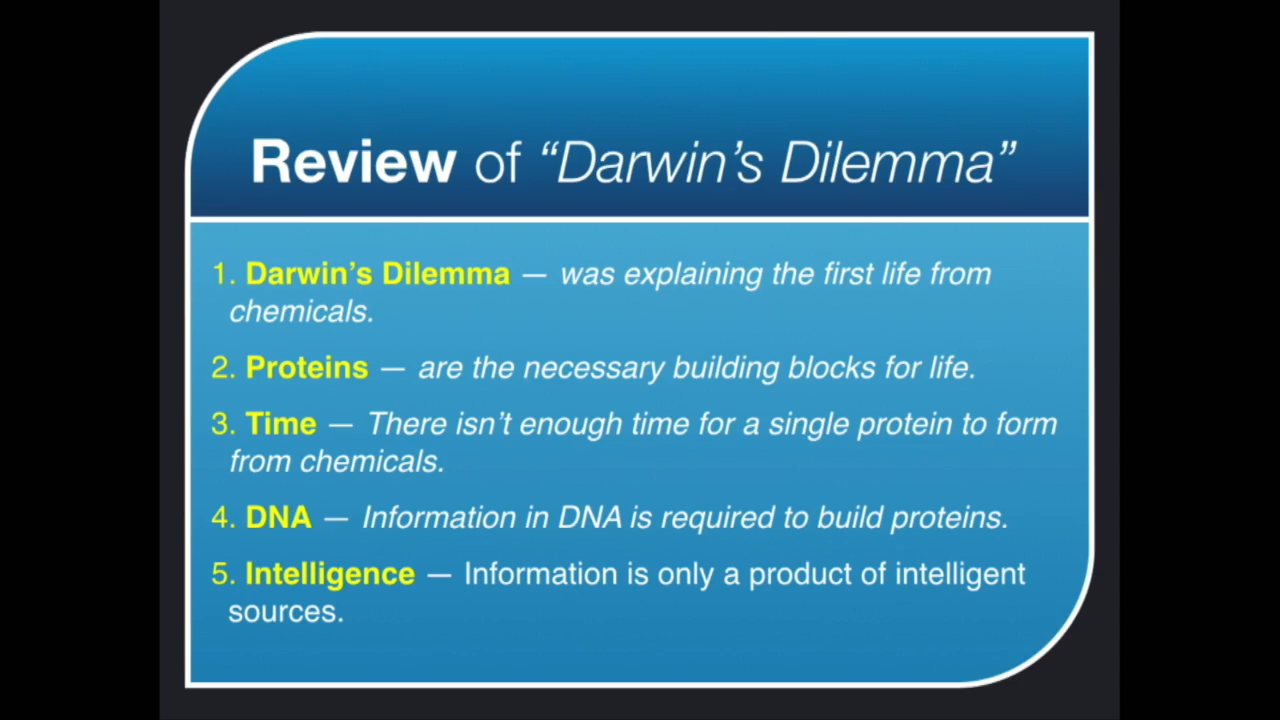 Review of “Darwin’s Dilemma”
1. Darwin’s Dilemma — was explaining the first life from
chemicals.
2. Proteins — are the necessary building blocks for life.
3. Time — There isn’t enough time for a single protein to form
from chemicals.
4. DNA — Information in DNA is required to build proteins.
5. Intelligence — Information is only a product of intelligent
sources.